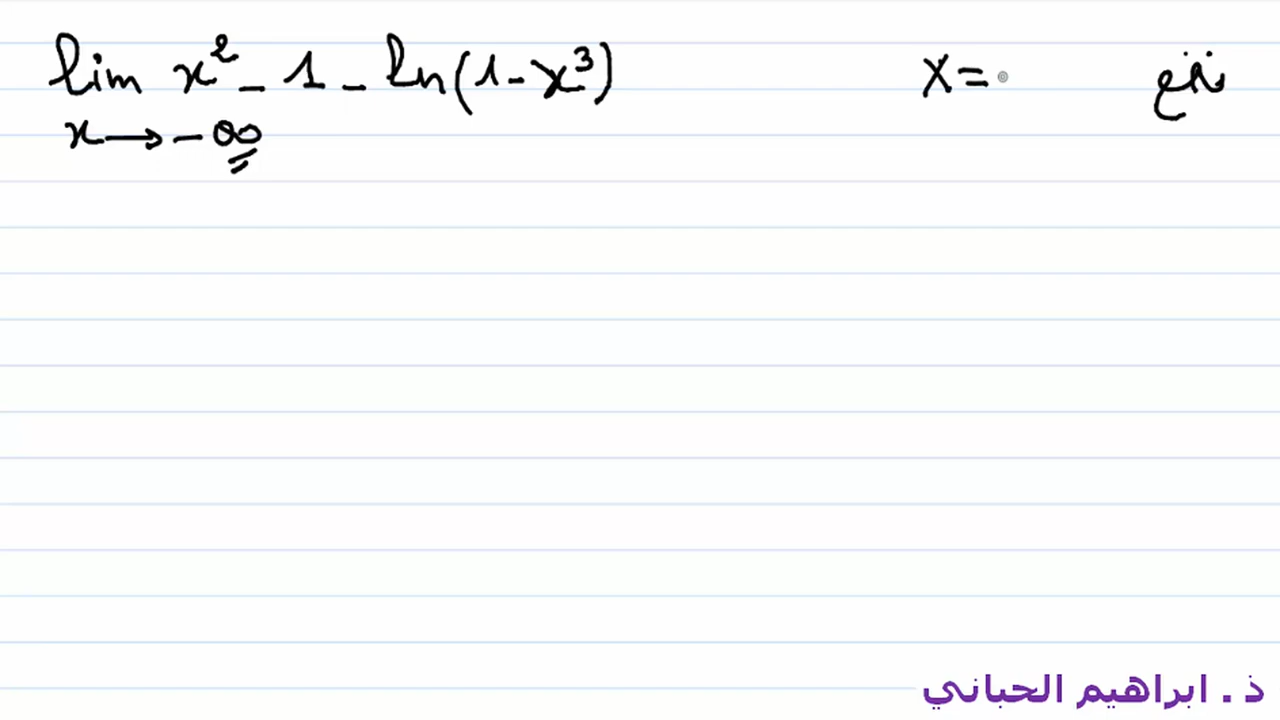 lim x² - 1 - ln(1-x³) X= نضع
x → -∞
ذ . ابراهيم الحباني